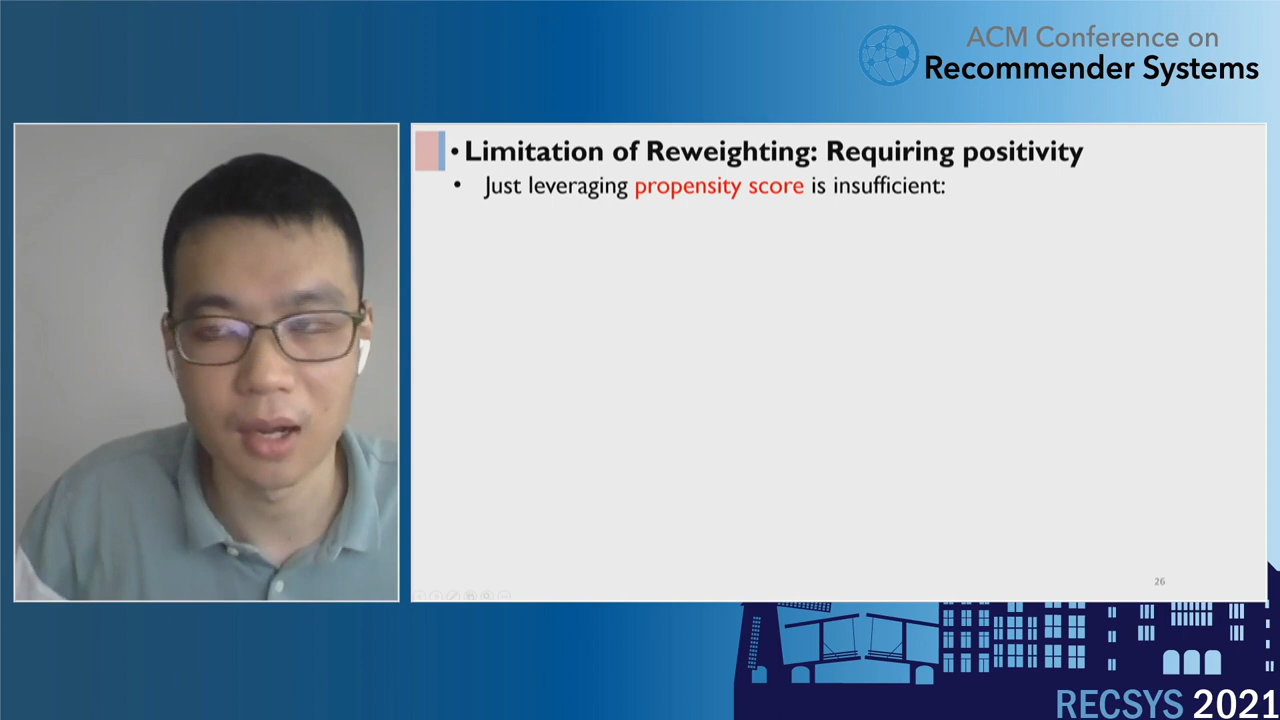 ACM Conference on
Recommender Systems
• Limitation of Reweighting: Requiring positivity
• Just leveraging propensity score is insufficient:
26
RECSYS 2021